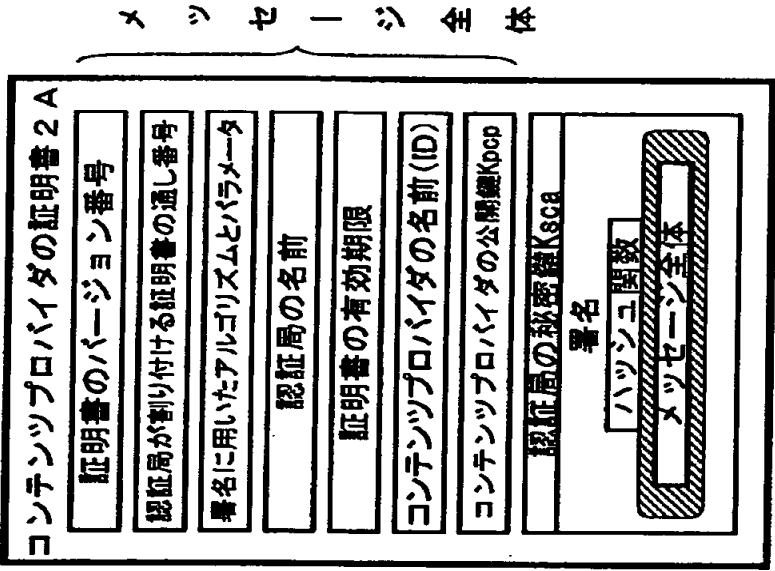 コンテンツプロバイダの証明書2A
証明書のバージョン番号
認証局が割り付ける証明書の通し番号
署名に用いたアルゴリズムとパラメータ
認証局の名前
証明書の有効期限
コンテンツプロバイダの名前(ID)
コンテンツプロバイダの公開鍵Kpcp
認証局の秘密鍵Ksca
署名
ハッシュ関数
メッセージ全体
メッセージ全体